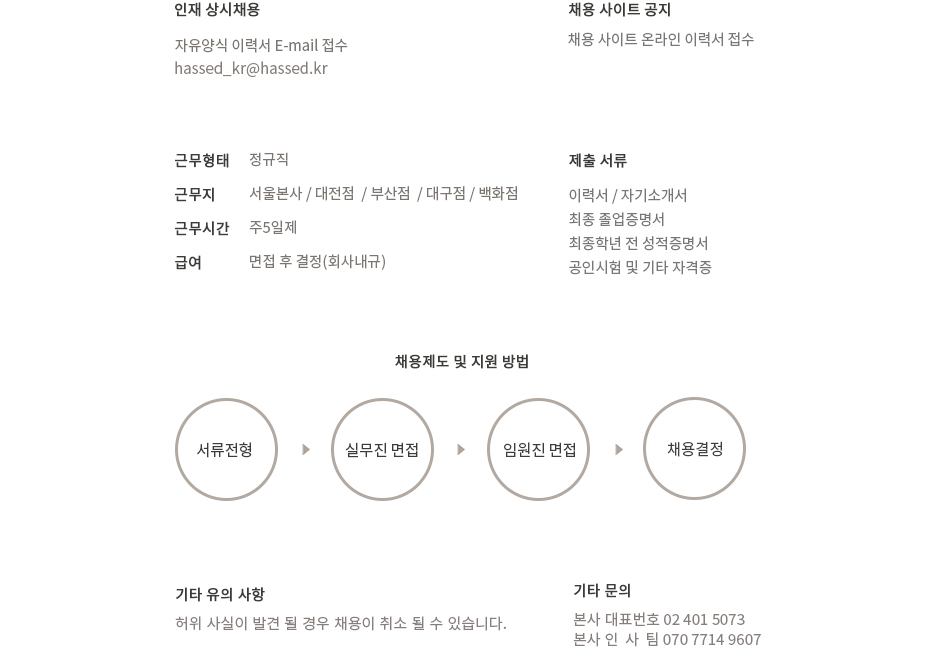 인재 상시채용
자유양식 이력서 E-mail 접수
hassed_kr@hassed.kr
채용 사이트 공지
채용 사이트 온라인 이력서 접수
근무형태 정규직
근무지 서울본사 / 대전점 / 부산점 / 대구점 / 백화점
근무시간 주5일제
급여 면접 후 결정(회사내규)
제출 서류
이력서 / 자기소개서
최종 졸업증명서
최종학년 전 성적증명서
공인시험 및 기타 자격증
채용제도 및 지원 방법
서류전형
실무진 면접
임원진 면접
채용결정
기타 유의 사항
허위 사실이 발견 될 경우 채용이 취소 될 수 있습니다.
기타 문의
본사 대표번호 02 401 5073
본사 인 사 팀 070 7714 9607